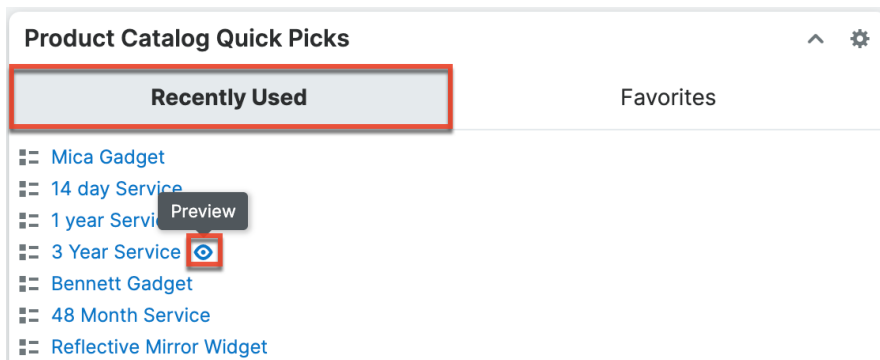 Product Catalog Quick Picks
Recently Used
Favorites
Mica Gadget
14 day Service
Preview
1 year
3 Year Service
Bennett Gadget
48 Month Service
Reflective Mirror Widget